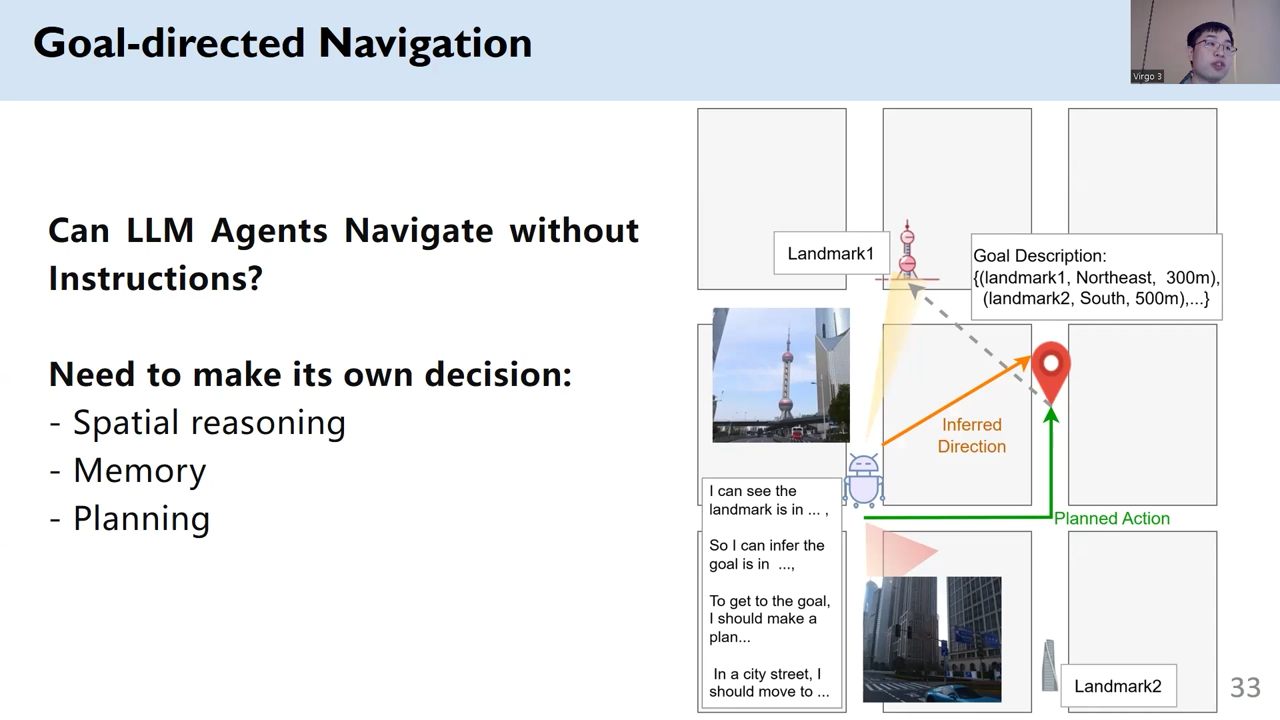 Goal-directed Navigation
Virgo 3
Can LLM Agents Navigate without
Instructions?
Need to make its own decision:
- Spatial reasoning
- Memory
- Planning
Landmark1
Goal Description:
{(landmark1, Northeast, 300m),
(landmark2, South, 500m),...}
Inferred
Direction
I can see the
landmark is in ... ,
So I can infer the
goal is in ...,
To get to the goal,
I should make a
plan...
In a city street, I
should move to ...
Planned Action
Landmark2
33